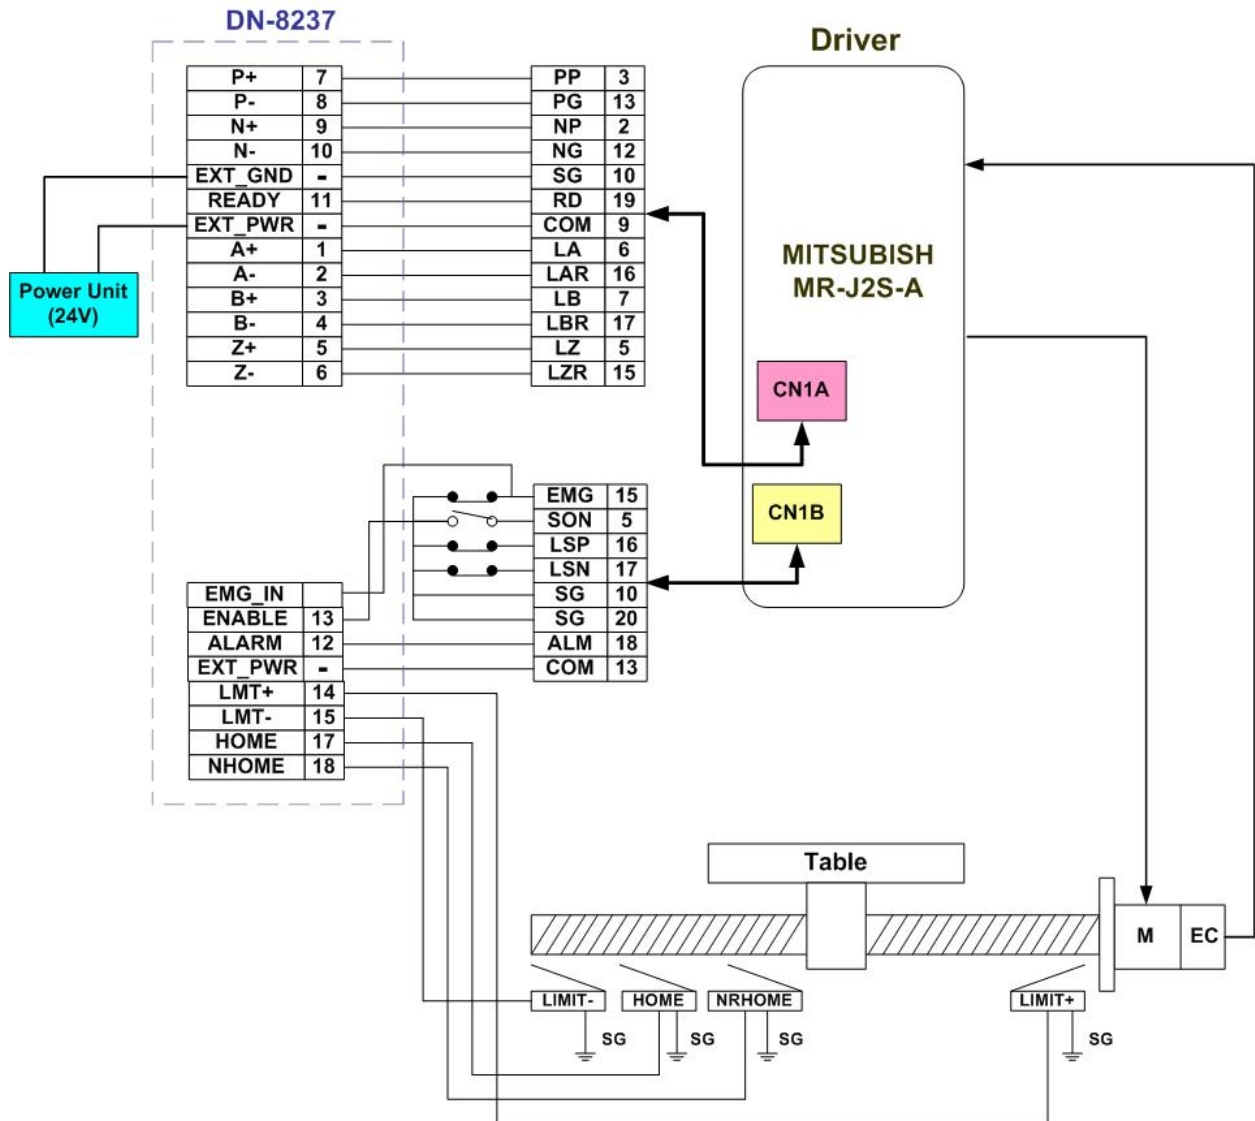 DN-8237
Driver
P+ 7 PP 3
P- 8 PG 13
N+ 9 NP 2
N- 10 NG 12
EXT_GND - SG 10
READY 11 RD 19
EXT_PWR - COM 9
A+ 1 LA 6
A- 2 LAR 16
B+ 3 LB 7
B- 4 LBR 17
Z+ 5 LZ 5
Z- 6 LZR 15
Power Unit
(24V)
MITSUBISH
MR-J2S-A
CN1A
CN1B
EMG 15
SON 5
LSP 16
LSN 17
EMG_IN SG 10
ENABLE 13 SG 20
ALARM 12 ALM 18
EXT_PWR - COM 13
LMT+ 14
LMT- 15
HOME 17
NHOME 18
Table
M EC
LIMIT- HOME NRHOME LIMIT+
SG SG SG SG